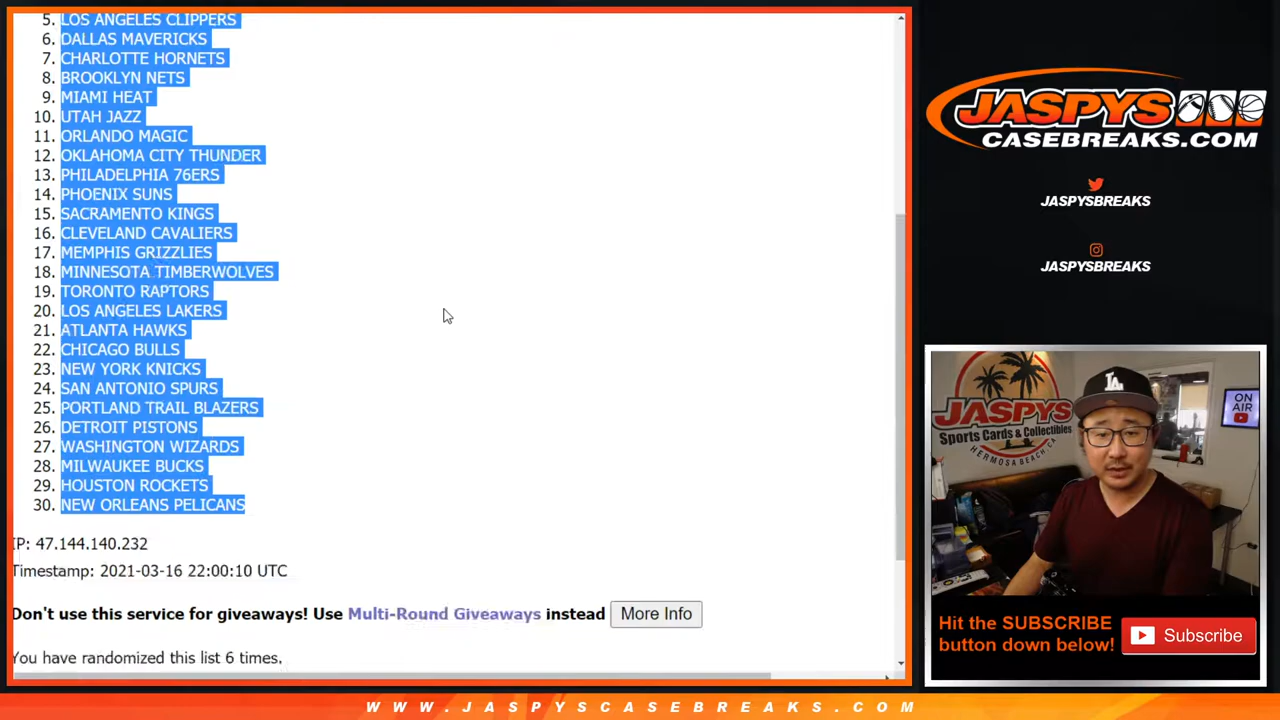 5. LOS ANGELES CLIPPERS
6. DALLAS MAVERICKS
7. CHARLOTTE HORNETS
8. BROOKLYN NETS
9. MIAMI HEAT
10. UTAH JAZZ
11. ORLANDO MAGIC
12. OKLAHOMA CITY THUNDER
13. PHILADELPHIA 76ERS
14. PHOENIX SUNS
15. SACRAMENTO KINGS
16. CLEVELAND CAVALIERS
17. MEMPHIS GRIZZLIES
18. MINNESOTA TIMBERWOLVES
19. TORONTO RAPTORS
20. LOS ANGELES LAKERS
21. ATLANTA HAWKS
22. CHICAGO BULLS
23. NEW YORK KNICKS
24. SAN ANTONIO SPURS
25. PORTLAND TRAIL BLAZERS
26. DETROIT PISTONS
27. WASHINGTON WIZARDS
28. MILWAUKEE BUCKS
29. HOUSTON ROCKETS
30. NEW ORLEANS PELICANS
IP: 47.144.140.232
Timestamp: 2021-03-16 22:00:10 UTC
Don't use this service for giveaways! Use Multi-Round Giveaways instead More Info
You have randomized this list 6 times.
JASPYS
CASEBREAKS.COM
JASPYSBREAKS
JASPYSBREAKS
JASPYS
Sports Cards & Collectibles
HERMOSA BEACH CA
LA
ON
AIR
Hit the SUBSCRIBE
button down below!
Subscribe
WWW.JASPYSCASEBREAKS.COM